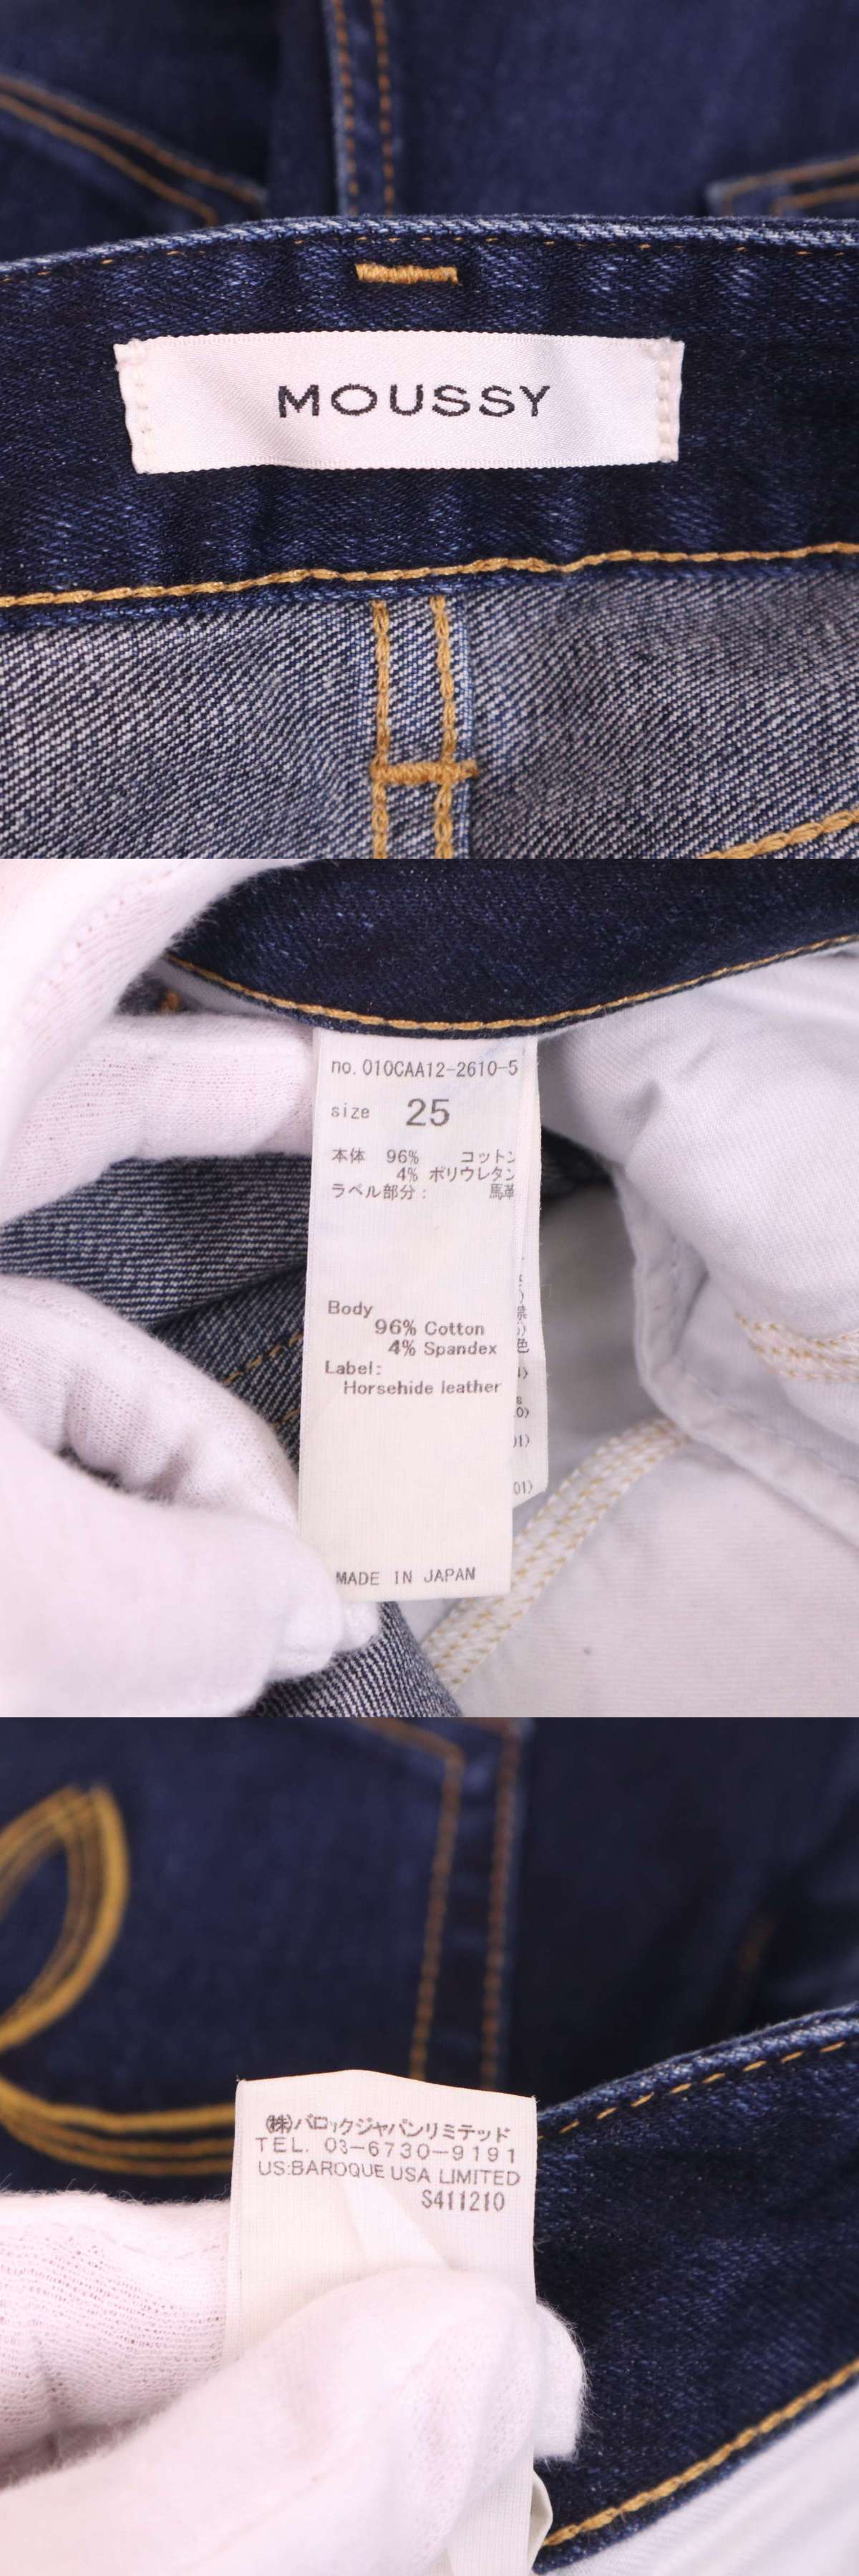 MOUSSY
no.010CAA12-2610-5
size 25
本体 96% コットン
4% ポリウレタン
ラベル部分: 馬革
Body
96% Cotton
4% Spandex
Label:
Horsehide leather
MADE IN JAPAN
㈱バロックジャパンリミテッド
TEL. 03-6730-9191
US:BAROQUE USA LIMITED
S411210